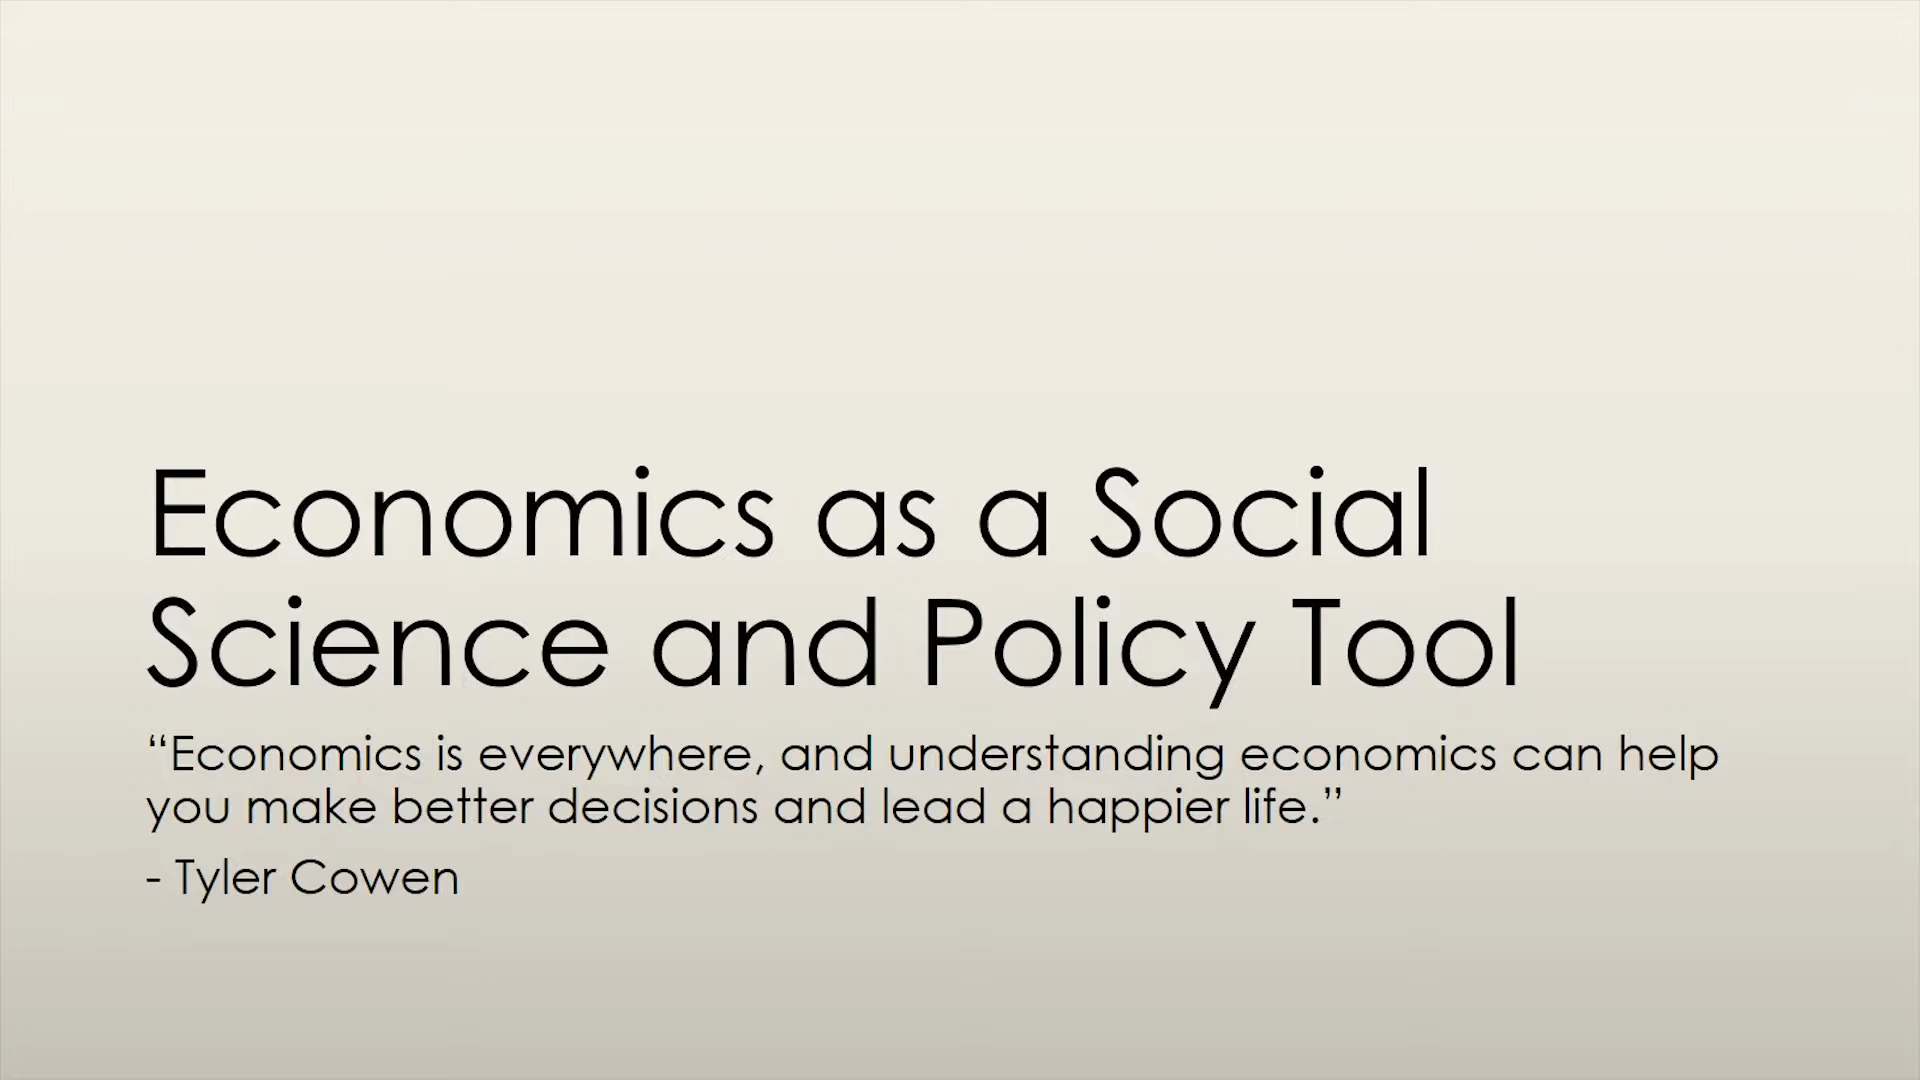 Economics as a Social
Science and Policy Tool
“Economics is everywhere, and understanding economics can help
you make better decisions and lead a happier life.”
- Tyler Cowen